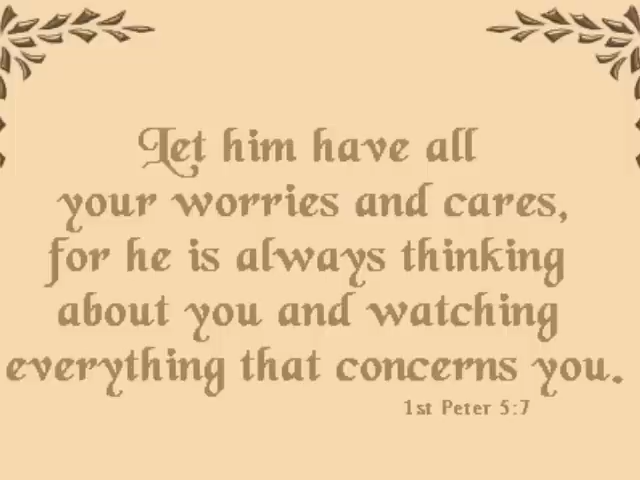 Let him have all
your worries and cares,
for he is always thinking
about you and watching
everything that concerns you.
1st Peter 5:7